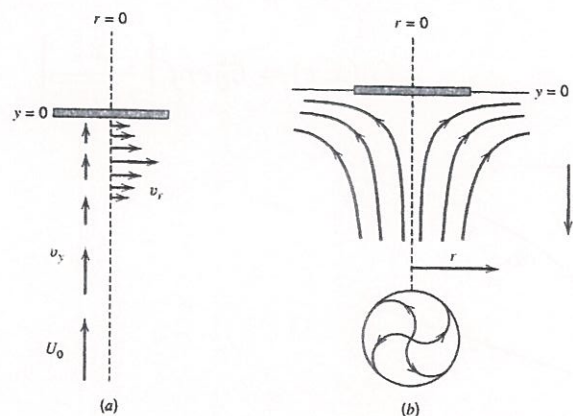 r = 0
y = 0
v_r
v_y
U_0
(a)
r = 0
y = 0
r
(b)